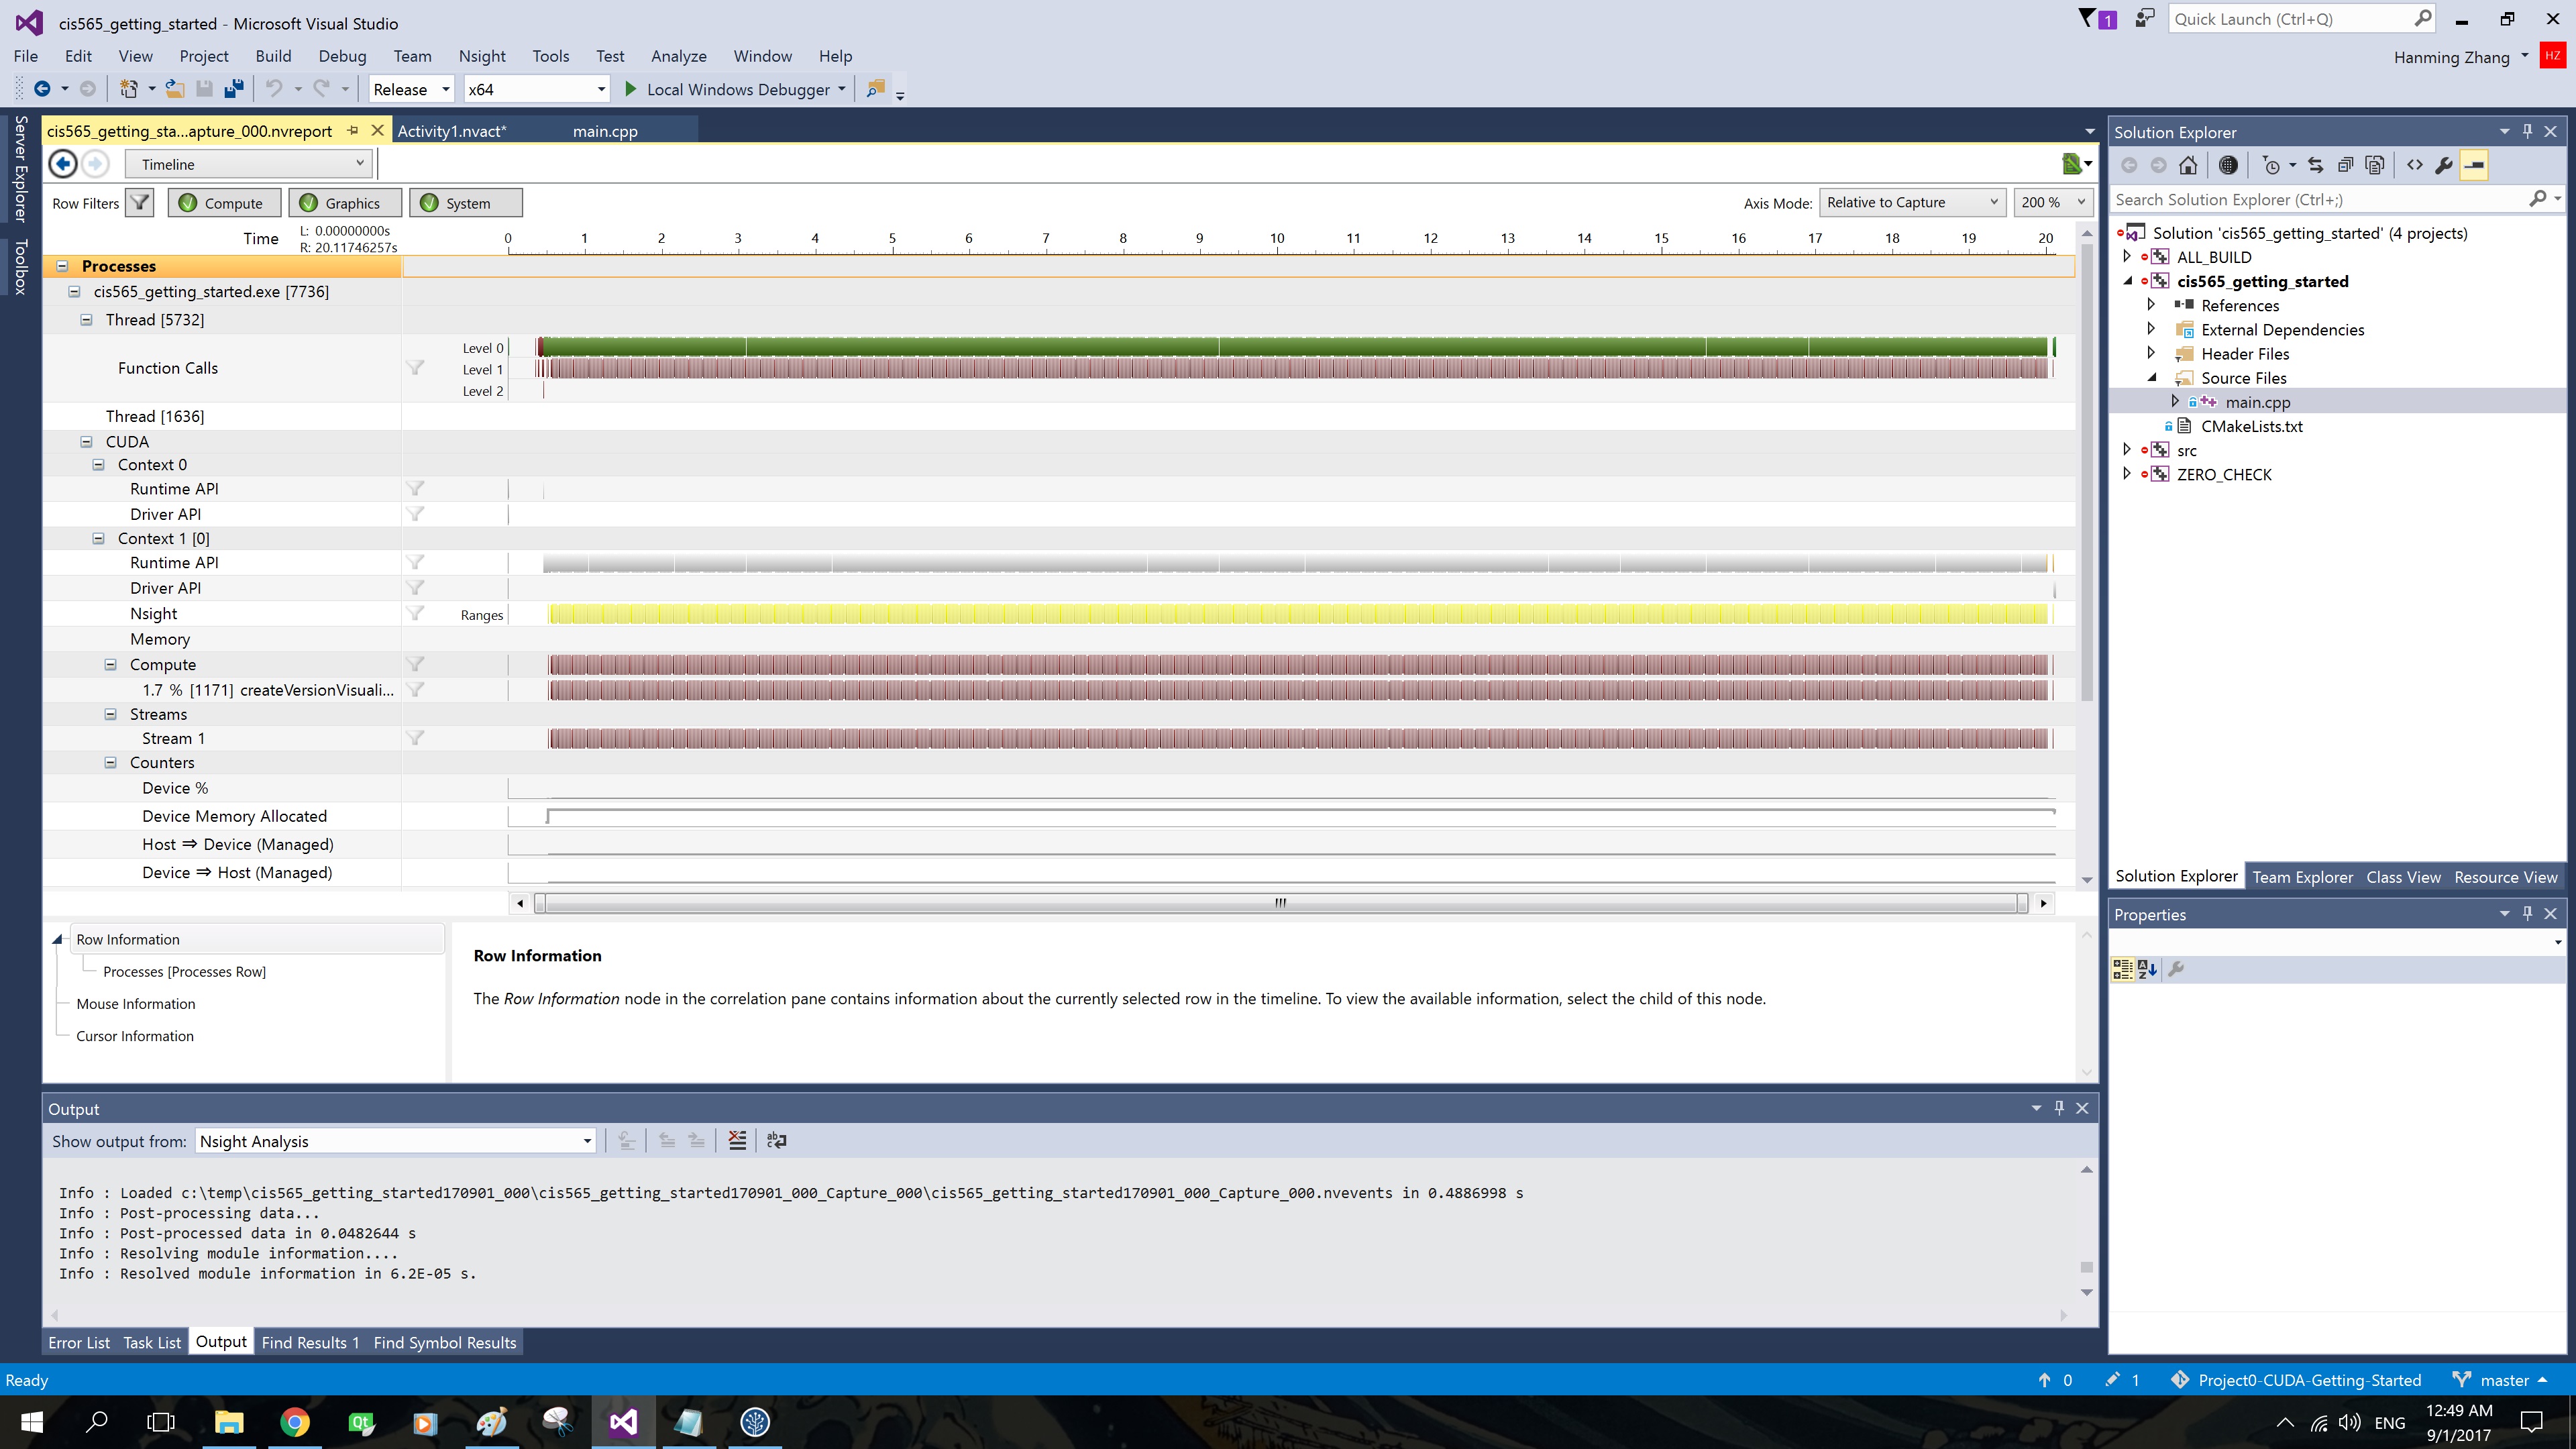 cis565_getting_started - Microsoft Visual Studio
1
Quick Launch (Ctrl+Q)
File Edit View Project Build Debug Team Nsight Tools Test Analyze Window Help
Hanming Zhang
HZ
Release x64 Local Windows Debugger
Server Explorer
Toolbox
cis565_getting_sta...apture_000.nvreport Activity1.nvact* main.cpp
Timeline
Row Filters Compute Graphics System
Axis Mode: Relative to Capture 200 %
Time
L: 0.00000000s
R: 20.11746257s
0 1 2 3 4 5 6 7 8 9 10 11 12 13 14 15 16 17 18 19 20
Processes
cis565_getting_started.exe [7736]
Thread [5732]
Function Calls
Level 0
Level 1
Level 2
Thread [1636]
CUDA
Context 0
Runtime API
Driver API
Context 1 [0]
Runtime API
Driver API
Nsight Ranges
Memory
Compute
1.7 % [1171] createVersionVisuali...
Streams
Stream 1
Counters
Device %
Device Memory Allocated
Host ⇒ Device (Managed)
Device ⇒ Host (Managed)
Row Information
Processes [Processes Row]
Mouse Information
Cursor Information
Row Information
The Row Information node in the correlation pane contains information about the currently selected row in the timeline. To view the available information, select the child of this node.
Output
Show output from: Nsight Analysis
Info : Loaded c:\temp\cis565_getting_started170901_000\cis565_getting_started170901_000_Capture_000\cis565_getting_started170901_000_Capture_000.nvevents in 0.4886998 s
Info : Post-processing data...
Info : Post-processed data in 0.0482644 s
Info : Resolving module information....
Info : Resolved module information in 6.2E-05 s.
Error List Task List Output Find Results 1 Find Symbol Results
Solution Explorer
Search Solution Explorer (Ctrl+;)
Solution 'cis565_getting_started' (4 projects)
ALL_BUILD
cis565_getting_started
References
External Dependencies
Header Files
Source Files
main.cpp
CMakeLists.txt
src
ZERO_CHECK
Solution Explorer Team Explorer Class View Resource View
Properties
Ready
0 1 Project0-CUDA-Getting-Started master
Qt
ENG
12:49 AM
9/1/2017